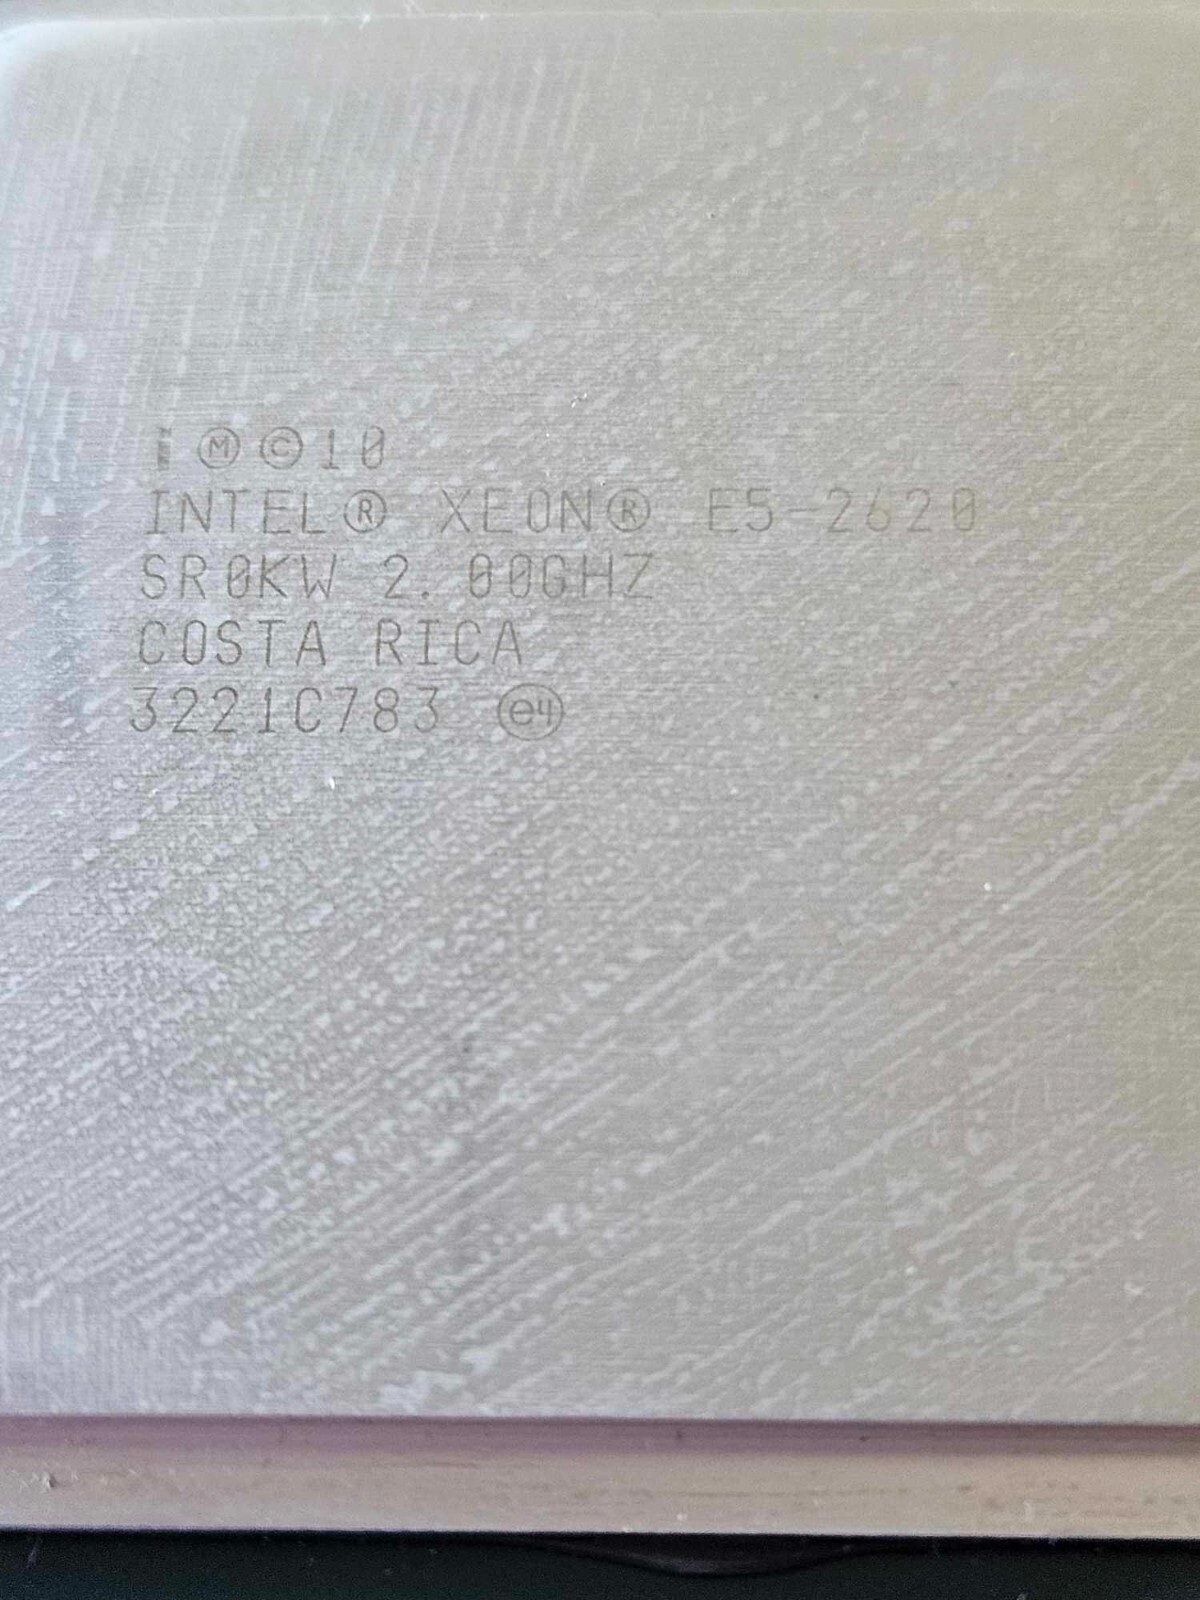 i Ⓜ©10
INTEL® XEON® E5-2620
SR0KW 2.00GHZ
COSTA RICA
3221C783 ⓔ4